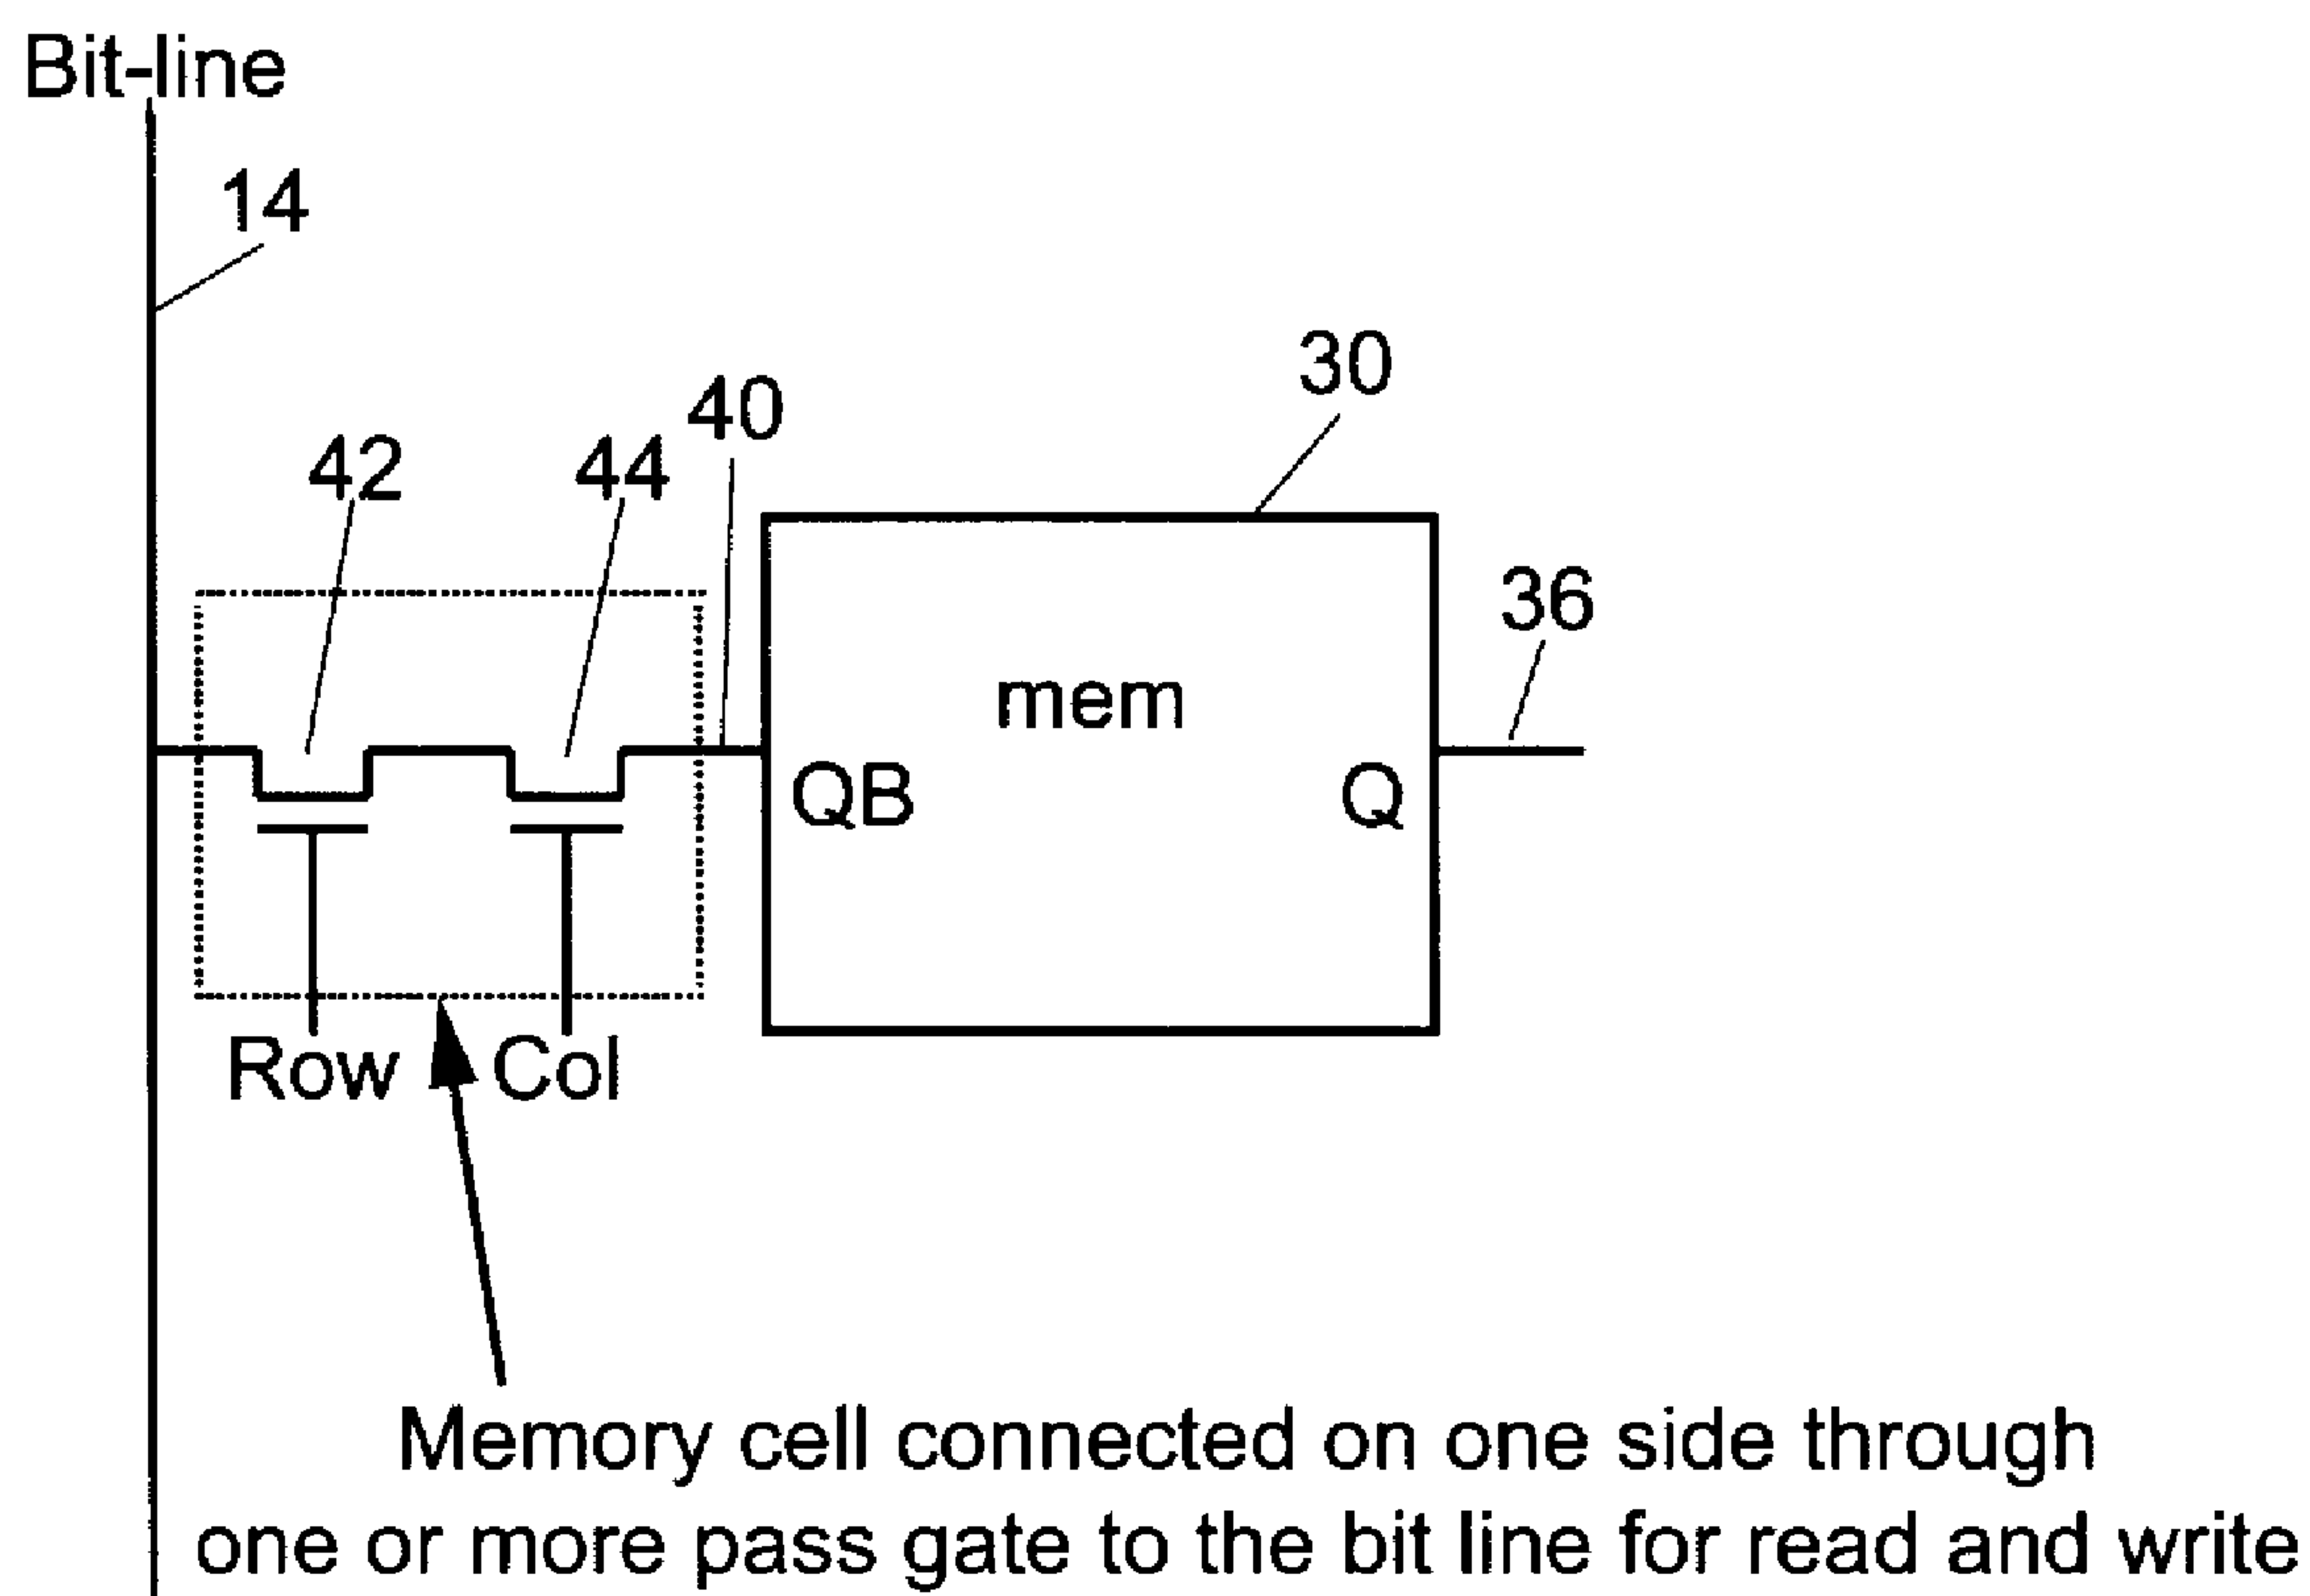 Bit-line
14
30
40
42
44
36
mem
QB
Q
Row
Col
Memory cell connected on one side through
one or more pass gate to the bit line for read and write